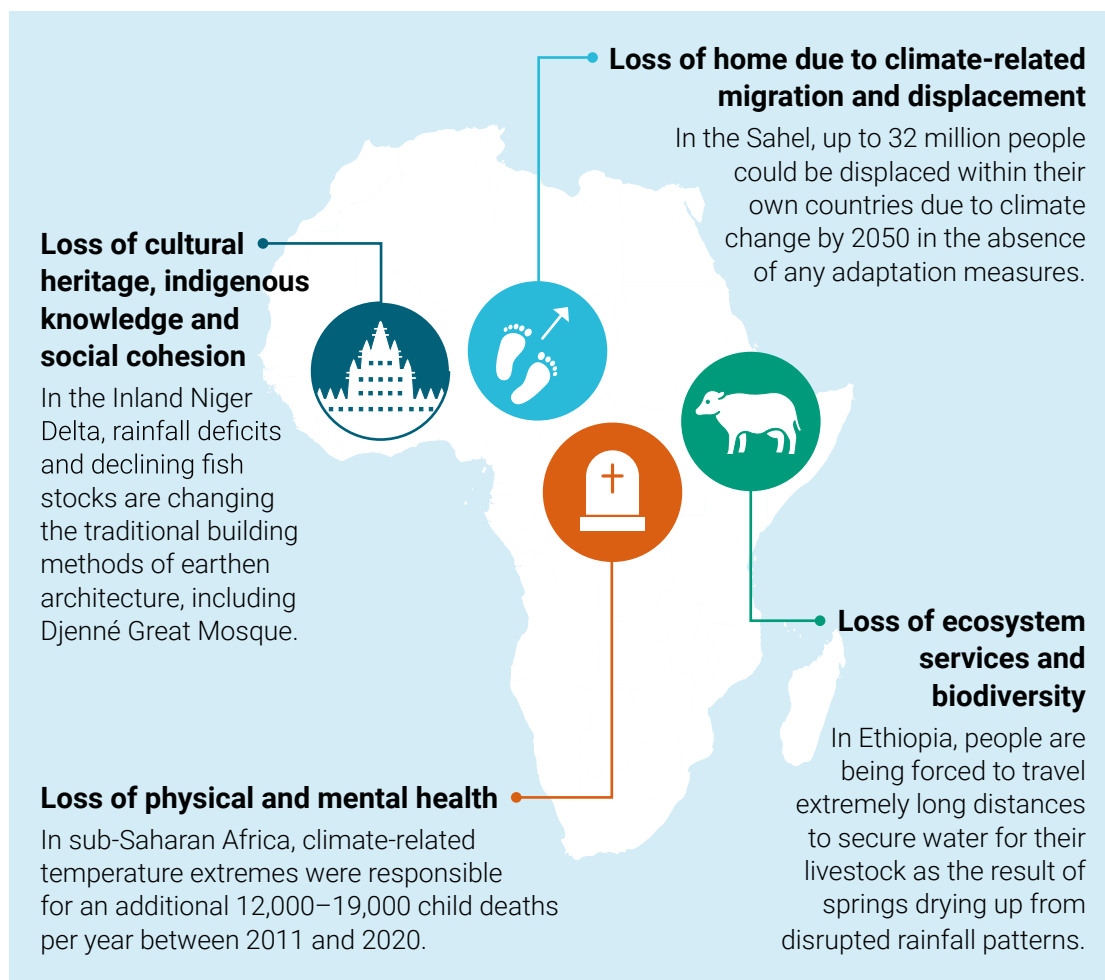 Loss of home due to climate-related
migration and displacement
In the Sahel, up to 32 million people
could be displaced within their
own countries due to climate
change by 2050 in the absence
of any adaptation measures.
Loss of cultural
heritage, indigenous
knowledge and
social cohesion
In the Inland Niger
Delta, rainfall deficits
and declining fish
stocks are changing
the traditional building
methods of earthen
architecture, including
Djenné Great Mosque.
Loss of ecosystem
services and
biodiversity
In Ethiopia, people are
being forced to travel
extremely long distances
to secure water for their
livestock as the result of
springs drying up from
disrupted rainfall patterns.
Loss of physical and mental health
In sub-Saharan Africa, climate-related
temperature extremes were responsible
for an additional 12,000–19,000 child deaths
per year between 2011 and 2020.